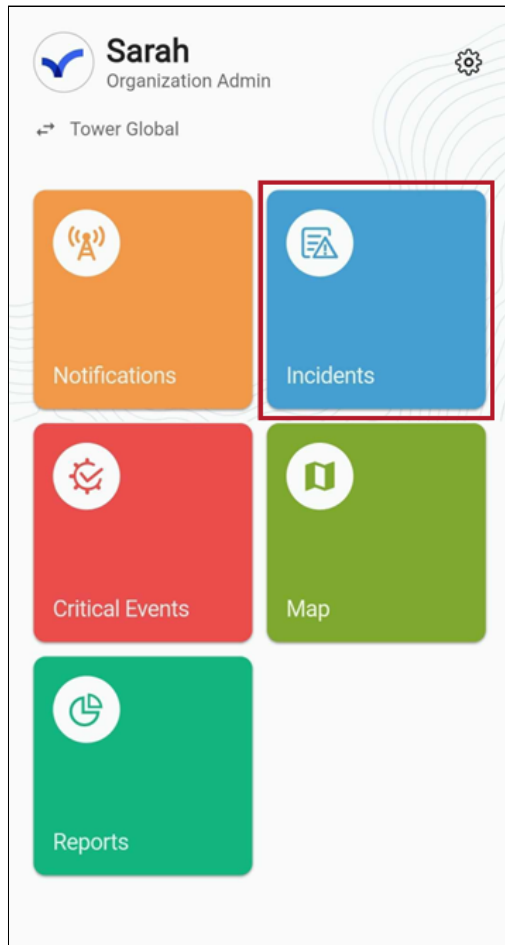 Sarah
Organization Admin
Tower Global
Notifications
Incidents
Critical Events
Map
Reports